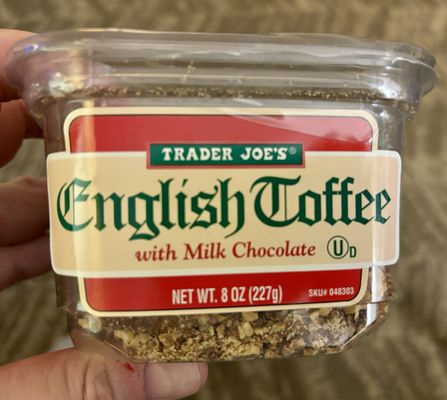 TRADER JOE'S®
English Toffee
with Milk Chocolate Ⓤ D
NET WT. 8 OZ (227g) SKU# 048303